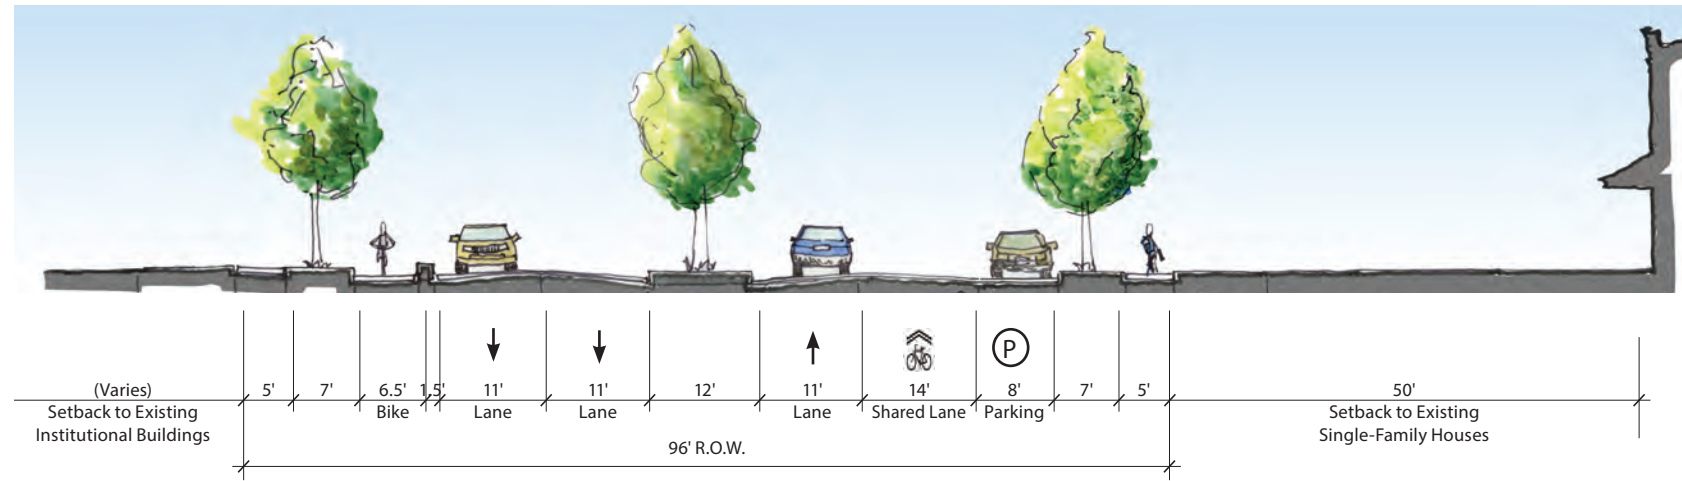 P
(Varies) 5' 7' 6.5' 1.5' 11' 11' 12' 11' 14' 8' 7' 5' 50'
Setback to Existing Bike Lane Lane Lane Shared Lane Parking Setback to Existing
Institutional Buildings Single-Family Houses
96' R.O.W.